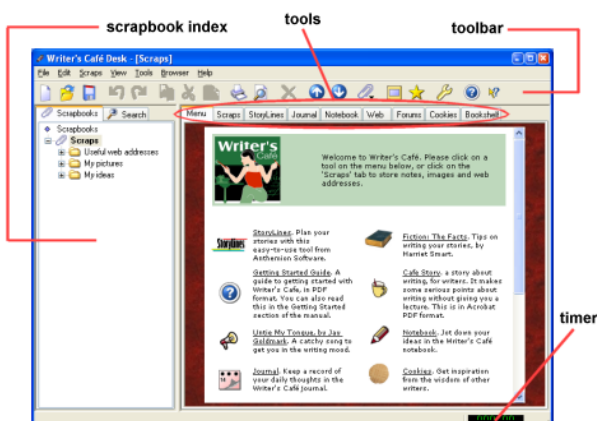 scrapbook index
tools
toolbar
Writer's Café Desk - [Scraps]
File Edit Scraps View Tools Browser Help
Scrapbooks Search
Menu Scraps StoryLines Journal Notebook Web Forums Cookies Bookshelf
Scrapbooks
Scraps
Useful web addresses
My pictures
My ideas
Writer's
Café
Welcome to Writer's Café. Please click on a
tool on the menu below, or click on the
'Scraps' tab to store notes, images and web
addresses.
StoryLines
StoryLines. Plan your
stories with this
easy-to-use tool from
Anthemion Software.
Fiction: The Facts. Tips on
writing your stories, by
Harriet Smart.
Getting Started Guide. A
guide to getting started with
Writer's Cafe, in PDF
format. You can also read
this in the Getting Started
section of the manual.
Cafe Story. a story about
writing, for writers. It makes
some serious points about
writing without giving you a
lecture. This is in Acrobat
PDF format.
Untie My Tongue, by Jay
Goldmark. A catchy song to
get you in the writing mood.
Notebook. Jot down your
ideas in the Writer's Café
notebook.
Journal. Keep a record of
your daily thoughts in the
Writer's Café journal.
Cookies. Get inspiration
from the wisdom of other
writers.
timer